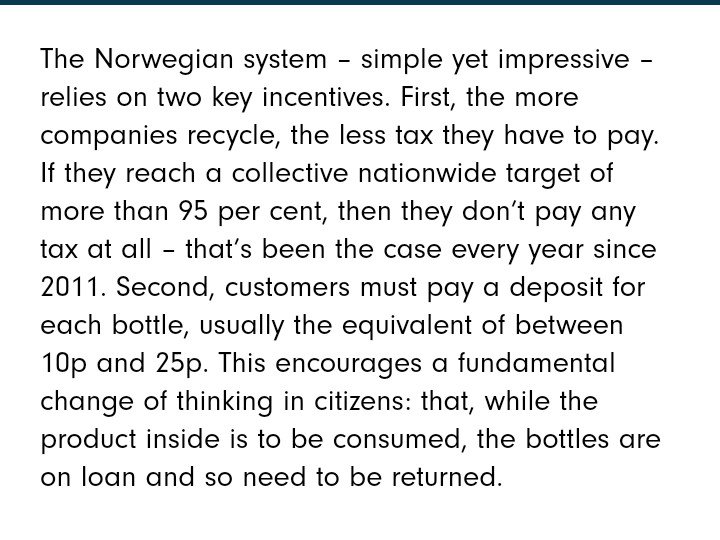 The Norwegian system – simple yet impressive –
relies on two key incentives. First, the more
companies recycle, the less tax they have to pay.
If they reach a collective nationwide target of
more than 95 per cent, then they don’t pay any
tax at all – that’s been the case every year since
2011. Second, customers must pay a deposit for
each bottle, usually the equivalent of between
10p and 25p. This encourages a fundamental
change of thinking in citizens: that, while the
product inside is to be consumed, the bottles are
on loan and so need to be returned.